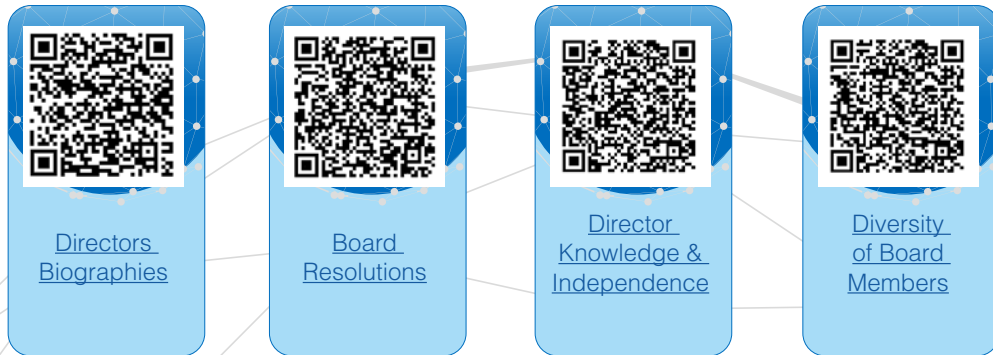 Directors
Biographies
Board
Resolutions
Director
Knowledge &
Independence
Diversity
of Board
Members